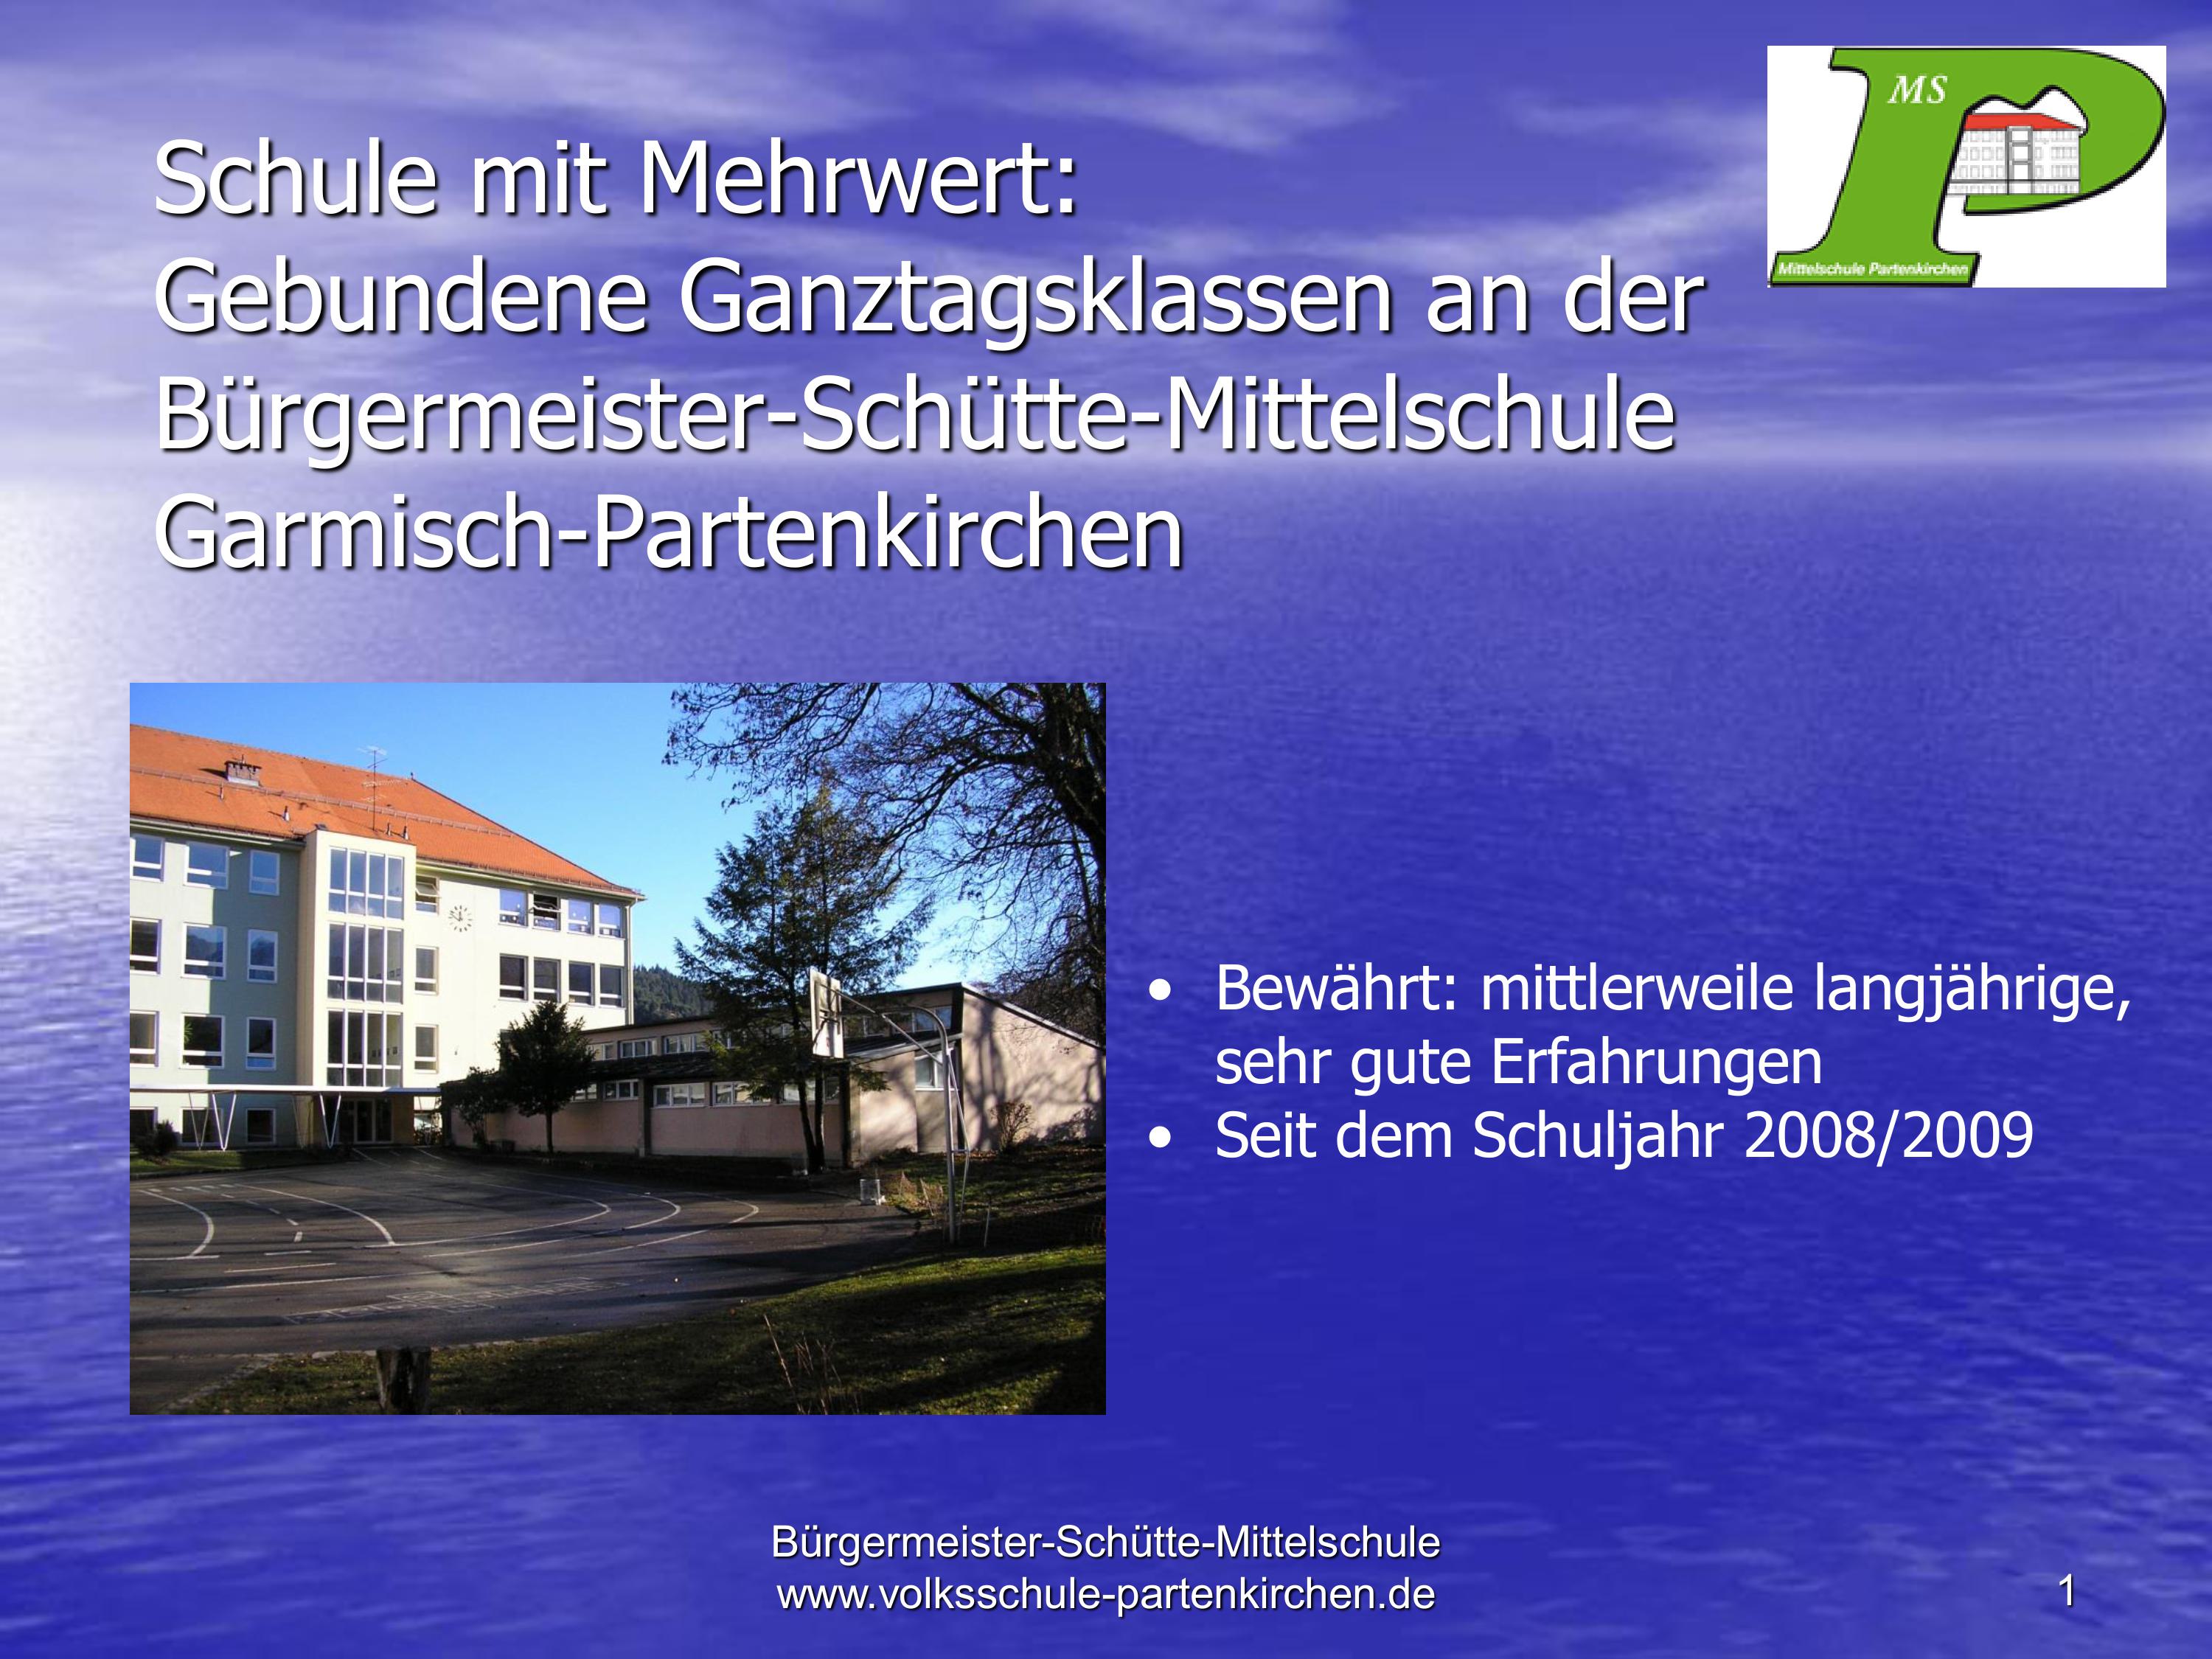 Schule mit Mehrwert:
Gebundene Ganztagsklassen an der
Bürgermeister-Schütte-Mittelschule
Garmisch-Partenkirchen
MS
Mittelschule Partenkirchen
• Bewährt: mittlerweile langjährige,
sehr gute Erfahrungen
• Seit dem Schuljahr 2008/2009
Bürgermeister-Schütte-Mittelschule
www.volksschule-partenkirchen.de
1